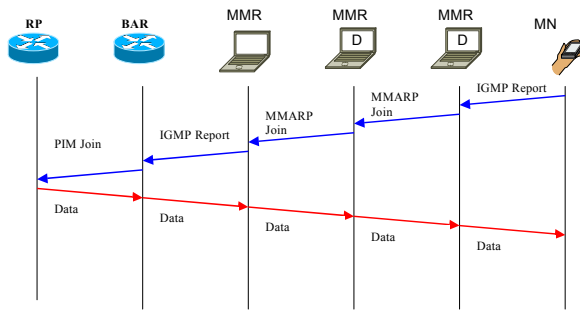 RP
BAR
MMR
MMR
MMR
MN
D
D
IGMP Report
MMARP
Join
MMARP
Join
IGMP Report
PIM Join
Data
Data
Data
Data
Data